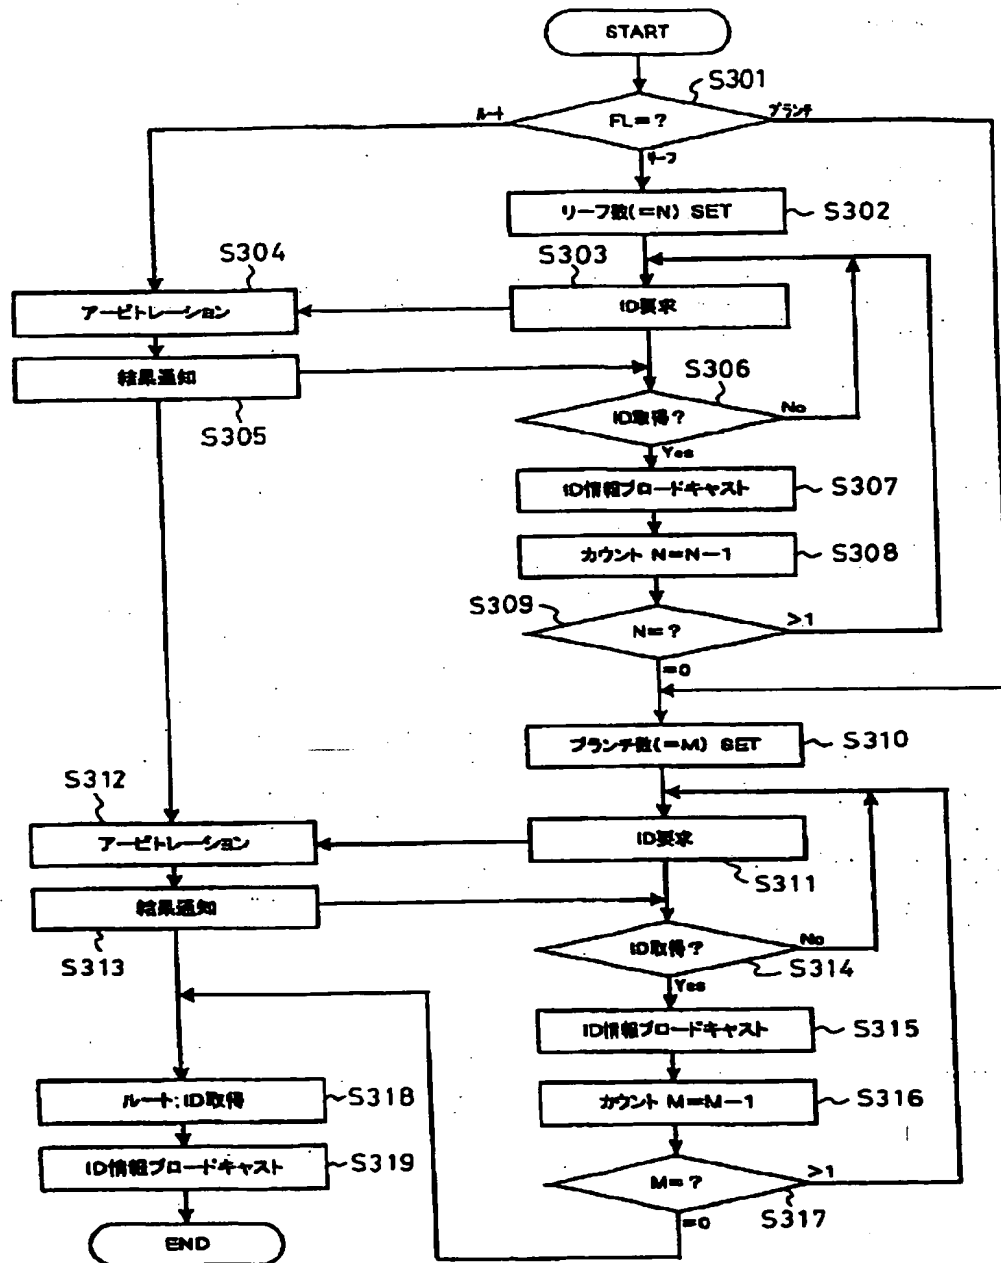 START
S301
ルート
FL=?
ブランチ
リーフ
リーフ数(=N) SET
S302
S304
S303
アービトレーション
ID要求
結果通知
S305
S306
ID取得?
No
Yes
ID情報ブロードキャスト
S307
カウント N=N-1
S308
S309
N=?
>1
=0
ブランチ数(=M) SET
S310
S312
アービトレーション
ID要求
S311
結果通知
S313
ID取得?
No
S314
Yes
ID情報ブロードキャスト
S315
カウント M=M-1
S316
ルート:ID取得
S318
ID情報ブロードキャスト
S319
M=?
>1
S317
=0
END